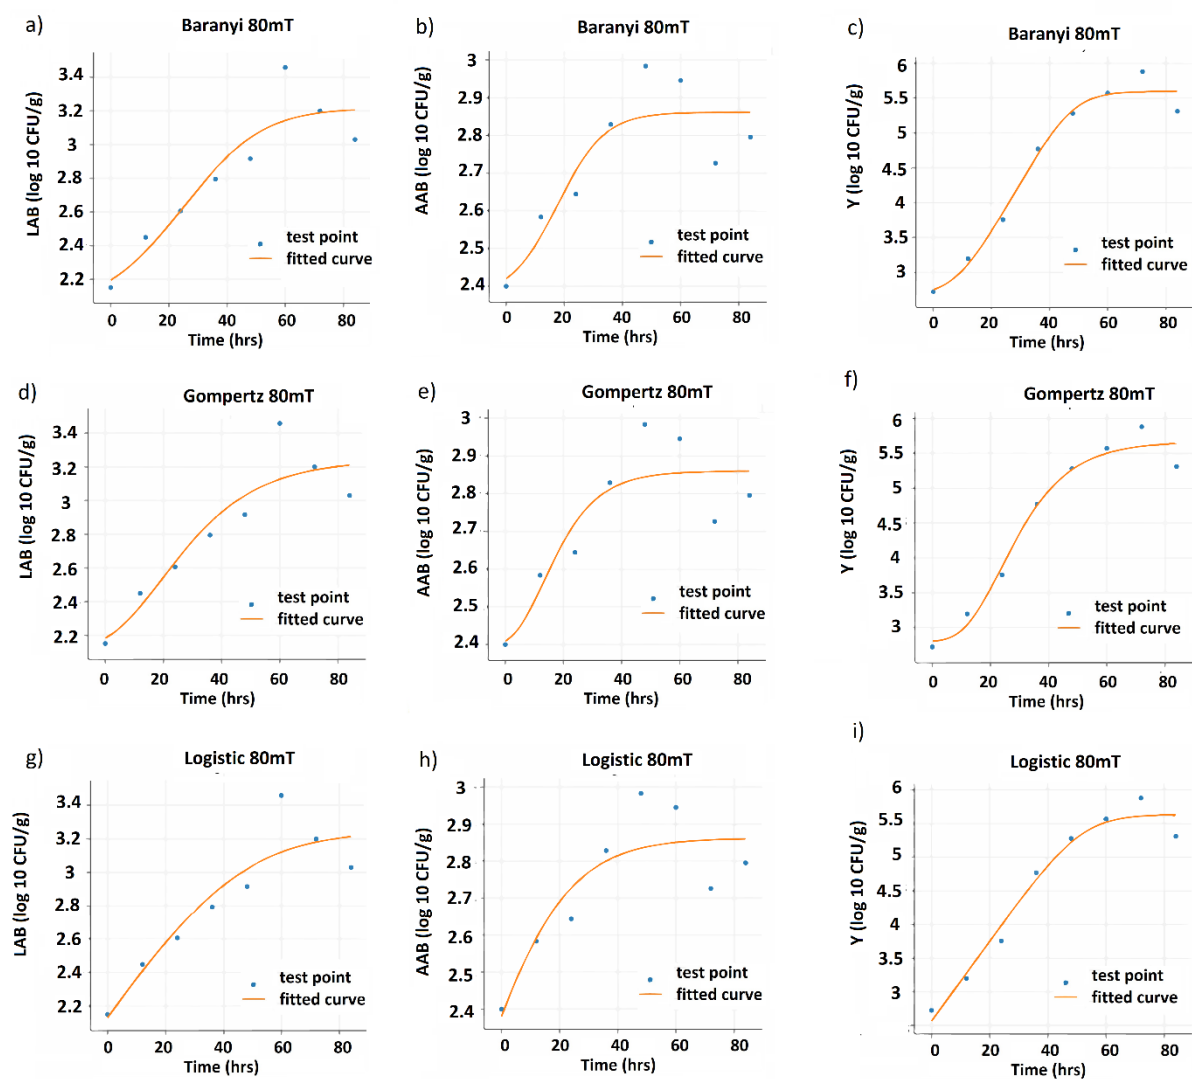 a)
Baranyi 80mT
3.4
3.2
3
2.8
2.6
2.4
2.2
LAB (log 10 CFU/g)
test point
fitted curve
0 20 40 60 80
Time (hrs)
b)
Baranyi 80mT
3
2.9
2.8
2.7
2.6
2.5
2.4
AAB (log 10 CFU/g)
test point
fitted curve
0 20 40 60 80
Time (hrs)
c)
Baranyi 80mT
6
5.5
5
4.5
4
3.5
3
Y (log 10 CFU/g)
test point
fitted curve
0 20 40 60 80
Time (hrs)
d)
Gompertz 80mT
3.4
3.2
3
2.8
2.6
2.4
2.2
LAB (log 10 CFU/g)
test point
fitted curve
0 20 40 60 80
Time (hrs)
e)
Gompertz 80mT
3
2.9
2.8
2.7
2.6
2.5
2.4
AAB (log 10 CFU/g)
test point
fitted curve
0 20 40 60 80
Time (hrs)
f)
Gompertz 80mT
6
5.5
5
4.5
4
3.5
3
Y (log 10 CFU/g)
test point
fitted curve
0 20 40 60 80
Time (hrs)
g)
Logistic 80mT
3.4
3.2
3
2.8
2.6
2.4
2.2
LAB (log 10 CFU/g)
test point
fitted curve
0 20 40 60 80
Time (hrs)
h)
Logistic 80mT
3
2.9
2.8
2.7
2.6
2.5
2.4
AAB (log 10 CFU/g)
test point
fitted curve
0 20 40 60 80
Time (hrs)
i)
Logistic 80mT
6
5.5
5
4.5
4
3.5
3
Y (log 10 CFU/g)
test point
fitted curve
0 20 40 60 80
Time (hrs)